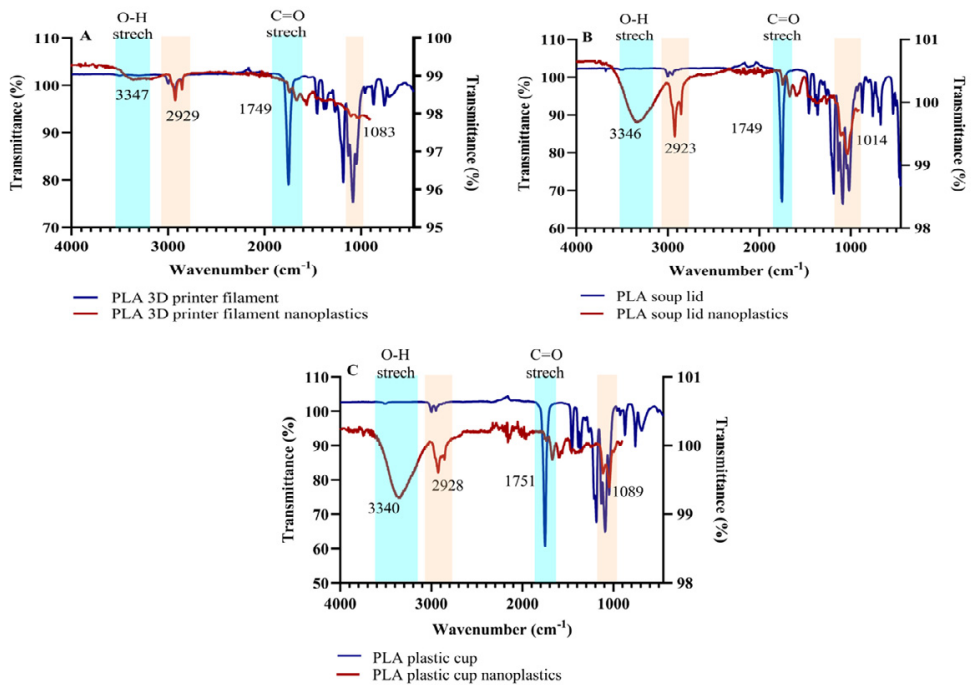 O-H
strech
C=O
strech
A
110
100
90
80
70
Transmittance (%)
100
99
98
97
96
95
Transmittance (%)
3347
2929
1749
1083
4000
3000
2000
1000
Wavenumber (cm-1)
PLA 3D printer filament
PLA 3D printer filament nanoplastics
O-H
strech
C=O
strech
B
110
100
90
80
70
60
Transmittance (%)
101
100
99
98
Transmittance (%)
3346
2923
1749
1014
4000
3000
2000
1000
Wavenumber (cm-1)
PLA soup lid
PLA soup lid nanoplastics
O-H
strech
C=O
strech
C
110
100
90
80
70
60
50
Transmittance (%)
101
100
99
98
Transmittance (%)
3340
2928
1751
1089
4000
3000
2000
1000
Wavenumber (cm-1)
PLA plastic cup
PLA plastic cup nanoplastics